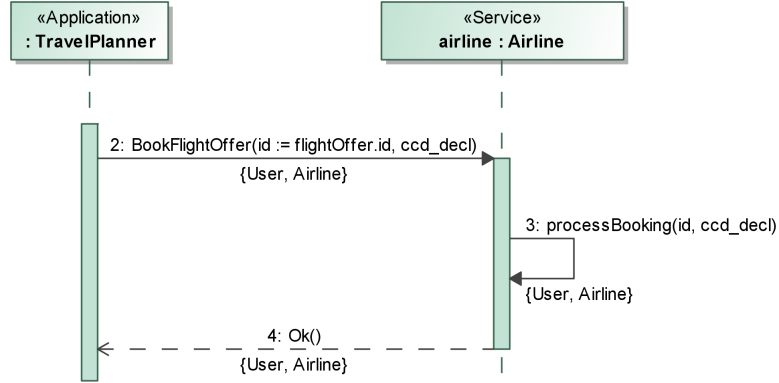 «Application»
: TravelPlanner
«Service»
airline : Airline
2: BookFlightOffer(id := flightOffer.id, ccd_decl)
{User, Airline}
3: processBooking(id, ccd_decl)
{User, Airline}
4: Ok()
{User, Airline}